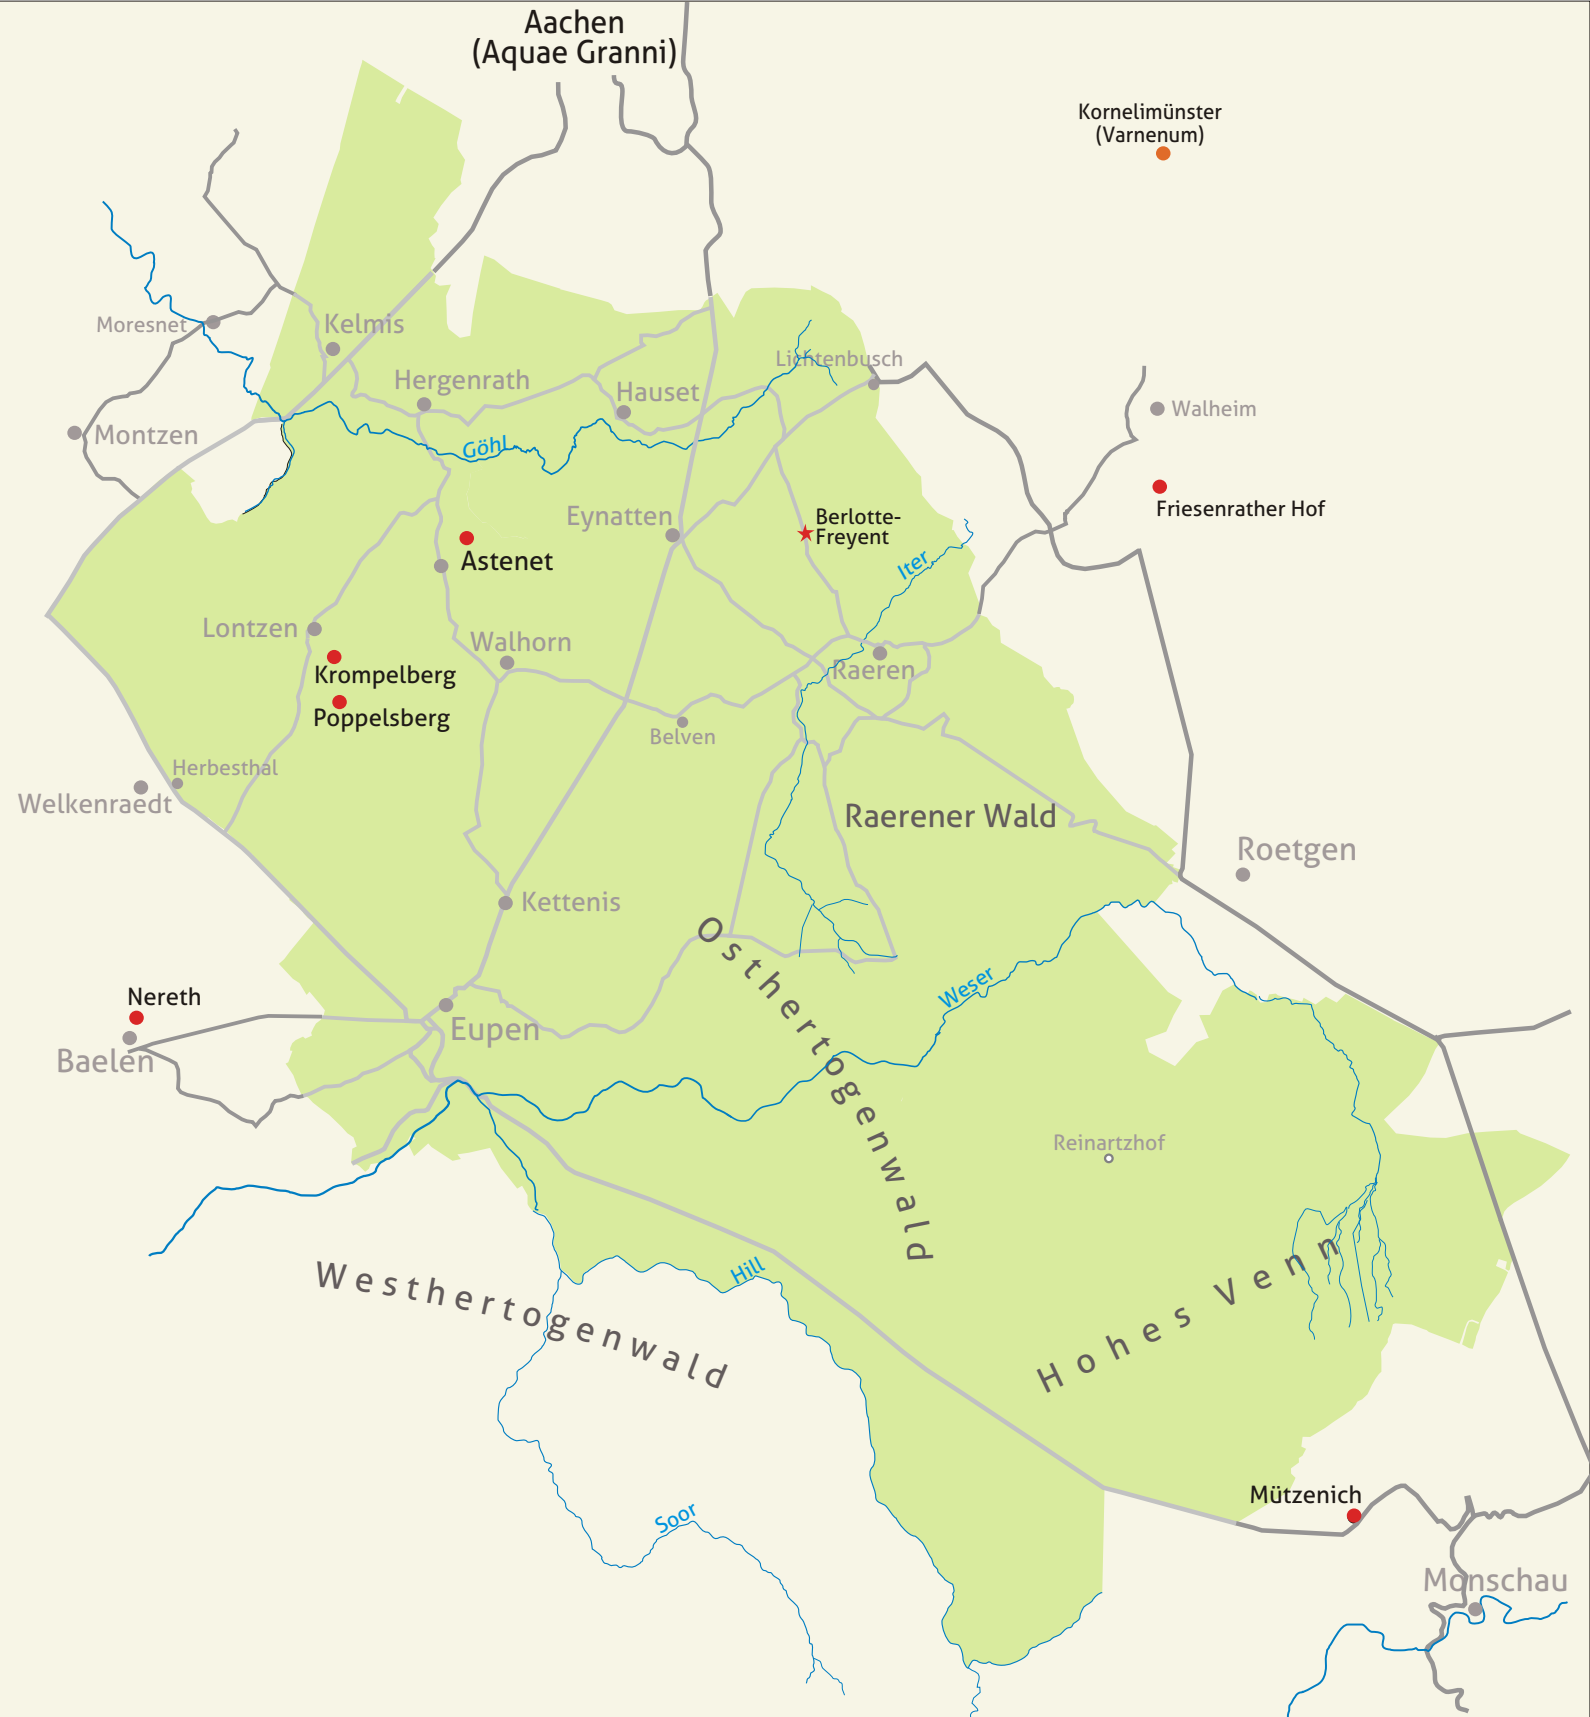 Aachen
(Aquae Granni)
Kornelimünster
(Varnenum)
Moresnet
Kelmis
Lichtenbusch
Hergenrath
Hauset
Walheim
Montzen
Göhl
Friesenrather Hof
Eynatten
Berlotte-
Freyent
Astenet
Iter
Lontzen
Walhorn
Krompelberg
Raeren
Poppelsberg
Belven
Herbesthal
Welkenraedt
Raerener Wald
Roetgen
Kettenis
Osthertogenwald
Weser
Nereth
Eupen
Baelen
Reinartzhof
Hill
Westhertogenwald
Hohes Venn
Mützenich
Soor
Monschau